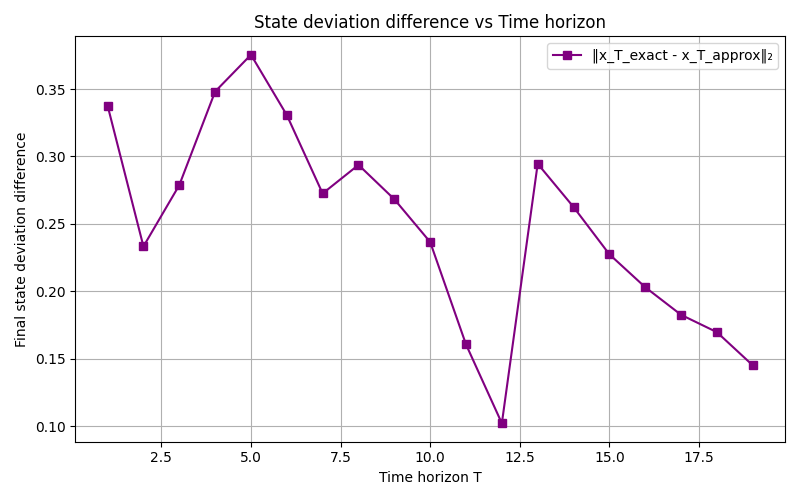 State deviation difference vs Time horizon
‖x_T_exact - x_T_approx‖₂
Final state deviation difference
0.35
0.30
0.25
0.20
0.15
0.10
2.5 5.0 7.5 10.0 12.5 15.0 17.5
Time horizon T